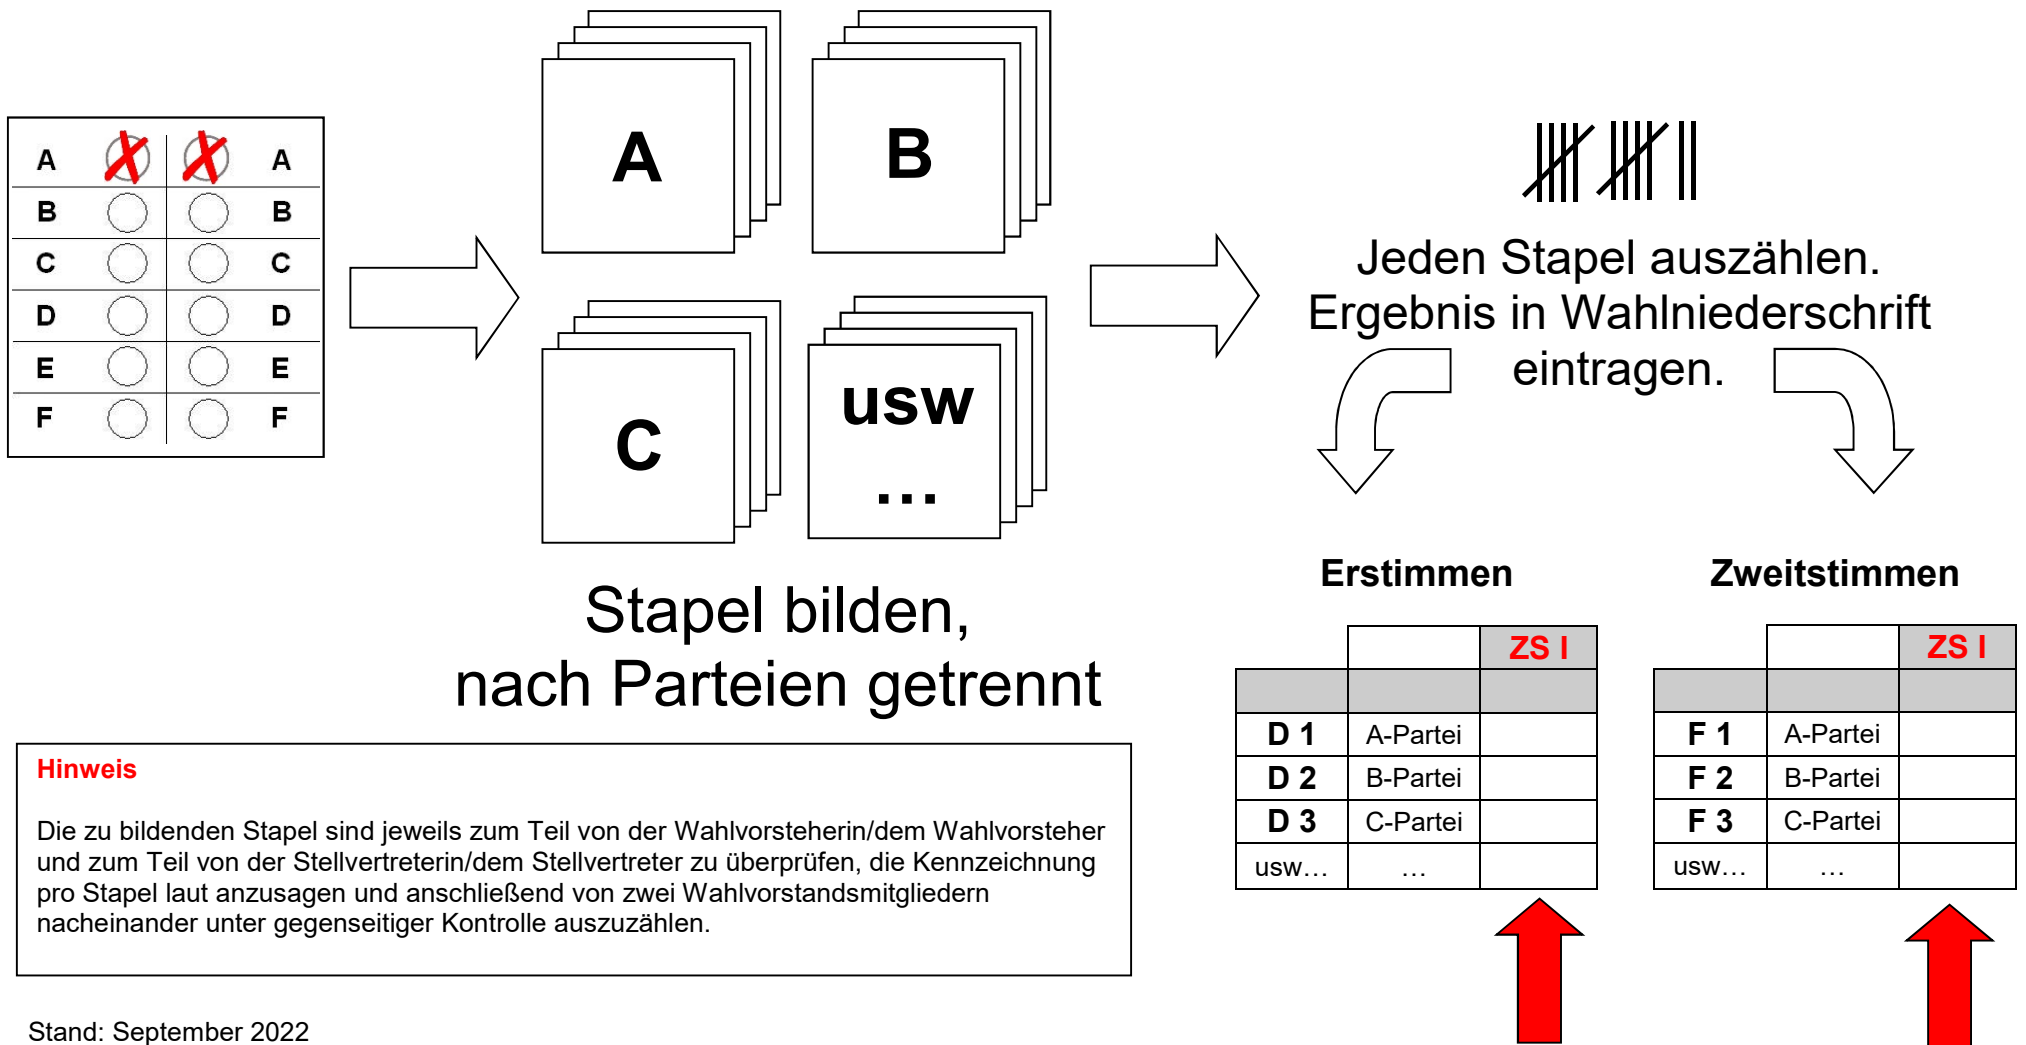 A A
B B
C C
D D
E E
F F
A
B
C
usw
...
Stapel bilden,
nach Parteien getrennt
Jeden Stapel auszählen.
Ergebnis in Wahlniederschrift
eintragen.
Erstimmen
ZS I
D 1 A-Partei
D 2 B-Partei
D 3 C-Partei
usw… …
Zweitstimmen
ZS I
F 1 A-Partei
F 2 B-Partei
F 3 C-Partei
usw… …
Hinweis
Die zu bildenden Stapel sind jeweils zum Teil von der Wahlvorsteherin/dem Wahlvorsteher
und zum Teil von der Stellvertreterin/dem Stellvertreter zu überprüfen, die Kennzeichnung
pro Stapel laut anzusagen und anschließend von zwei Wahlvorstandsmitgliedern
nacheinander unter gegenseitiger Kontrolle auszuzählen.
Stand: September 2022